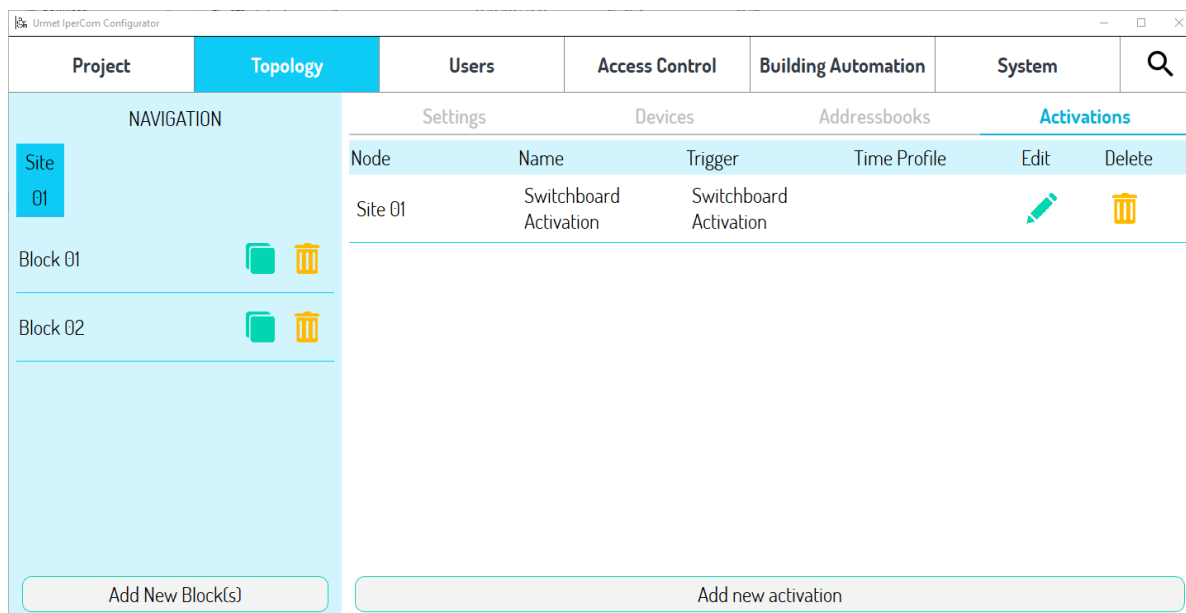 Urmet IperCom Configurator
Project Topology Users Access Control Building Automation System
NAVIGATION
Settings Devices Addressbooks Activations
Node Name Trigger Time Profile Edit Delete
Site
01
Site 01
Switchboard
Activation
Switchboard
Activation
Block 01
Block 02
Add New Block(s)
Add new activation